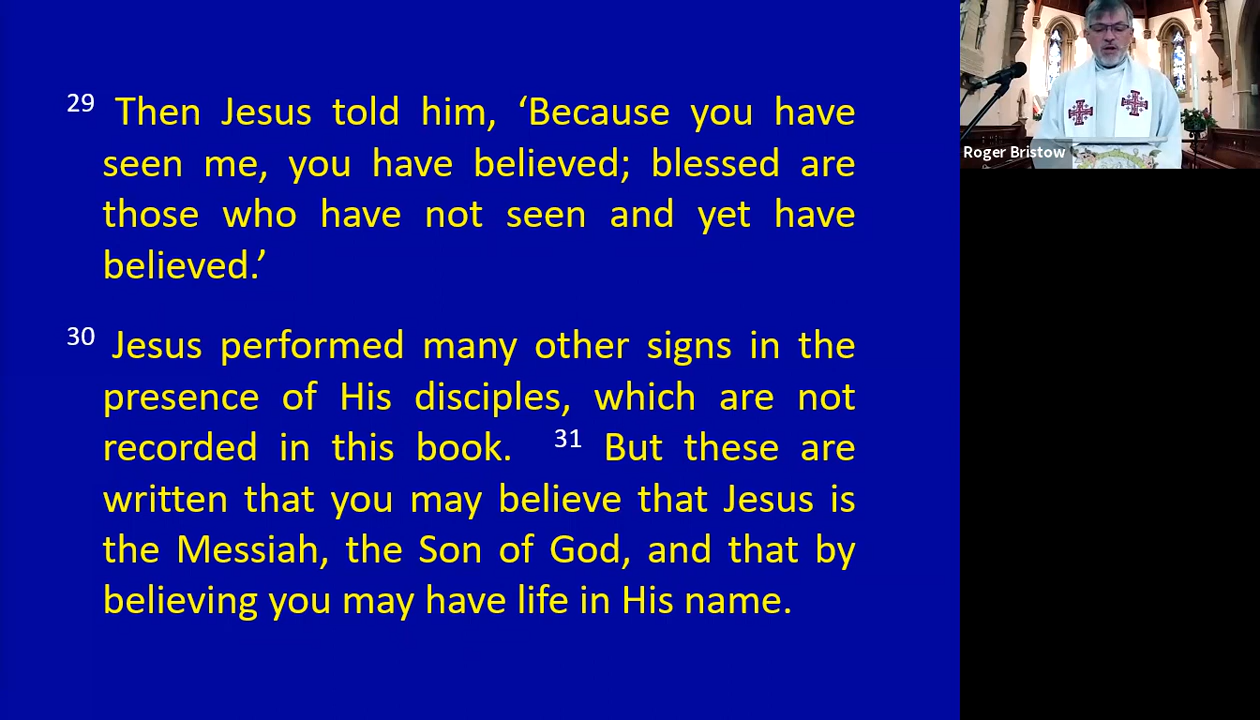 29 Then Jesus told him, ‘Because you have
seen me, you have believed; blessed are
those who have not seen and yet have
believed.’
30 Jesus performed many other signs in the
presence of His disciples, which are not
recorded in this book. 31 But these are
written that you may believe that Jesus is
the Messiah, the Son of God, and that by
believing you may have life in His name.
Roger Bristow